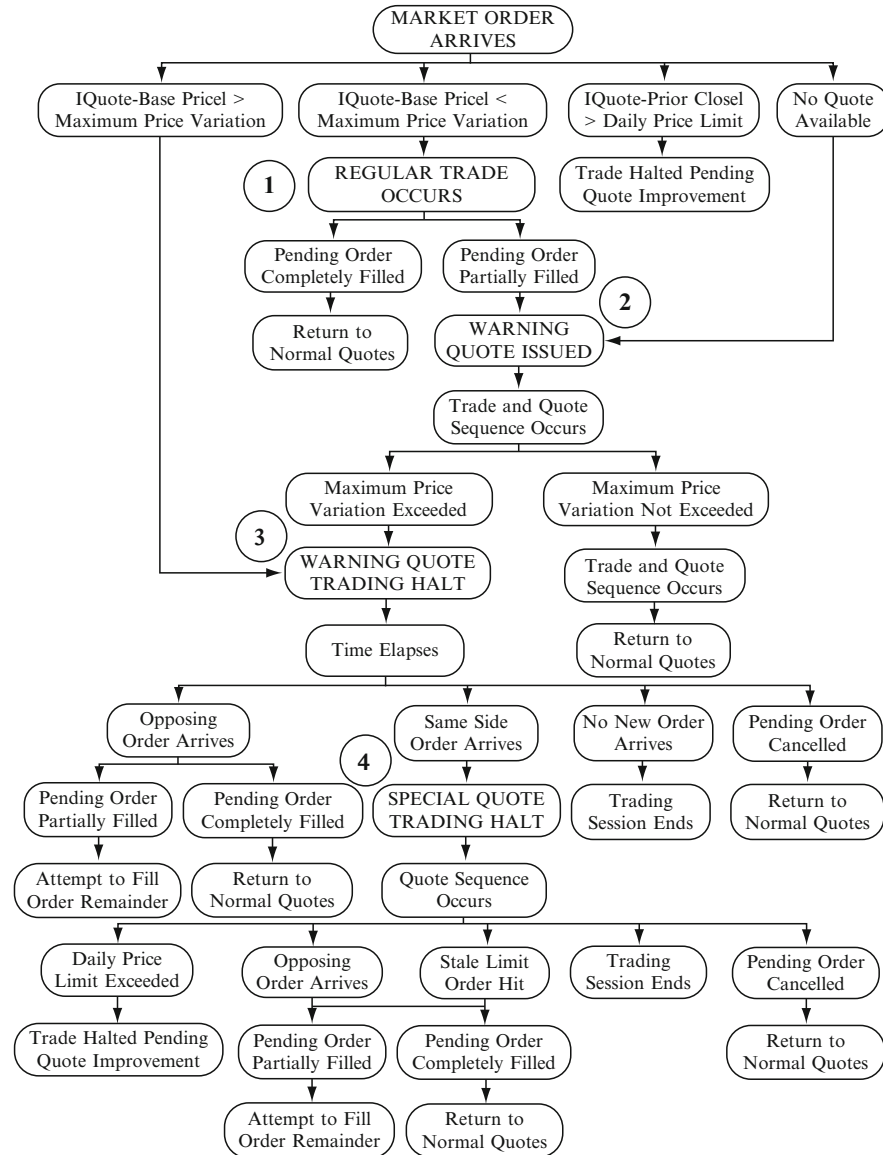 MARKET ORDER
ARRIVES
IQuote-Base Pricel >
Maximum Price Variation
IQuote-Base Pricel <
Maximum Price Variation
IQuote-Prior Closel
> Daily Price Limit
No Quote
Available
1
REGULAR TRADE
OCCURS
Trade Halted Pending
Quote Improvement
Pending Order
Completely Filled
Pending Order
Partially Filled
2
Return to
Normal Quotes
WARNING
QUOTE ISSUED
Trade and Quote
Sequence Occurs
Maximum Price
Variation Exceeded
Maximum Price
Variation Not Exceeded
3
WARNING QUOTE
TRADING HALT
Trade and Quote
Sequence Occurs
Time Elapses
Return to
Normal Quotes
Opposing
Order Arrives
Same Side
Order Arrives
No New Order
Arrives
Pending Order
Cancelled
4
Pending Order
Partially Filled
Pending Order
Completely Filled
SPECIAL QUOTE
TRADING HALT
Trading
Session Ends
Return to
Normal Quotes
Attempt to Fill
Order Remainder
Return to
Normal Quotes
Quote Sequence
Occurs
Daily Price
Limit Exceeded
Opposing
Order Arrives
Stale Limit
Order Hit
Trading
Session Ends
Pending Order
Cancelled
Trade Halted Pending
Quote Improvement
Pending Order
Partially Filled
Pending Order
Completely Filled
Return to
Normal Quotes
Attempt to Fill
Order Remainder
Return to
Normal Quotes